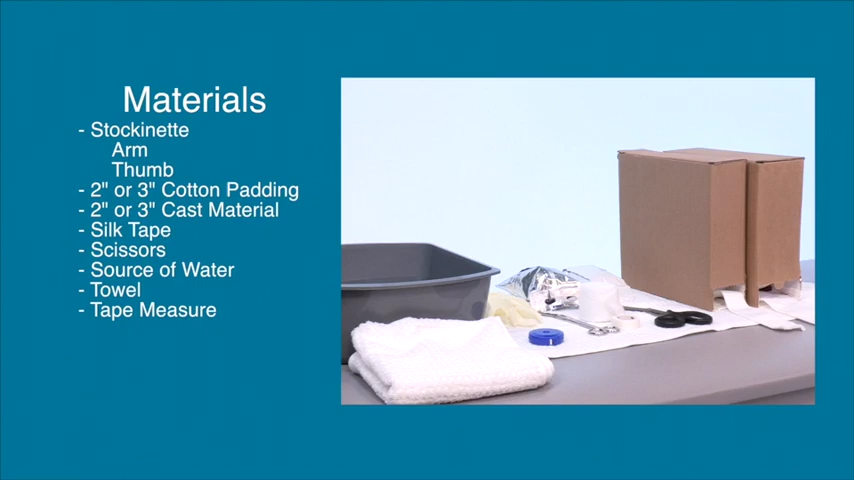 Materials
- Stockinette
Arm
Thumb
- 2" or 3" Cotton Padding
- 2" or 3" Cast Material
- Silk Tape
- Scissors
- Source of Water
- Towel
- Tape Measure